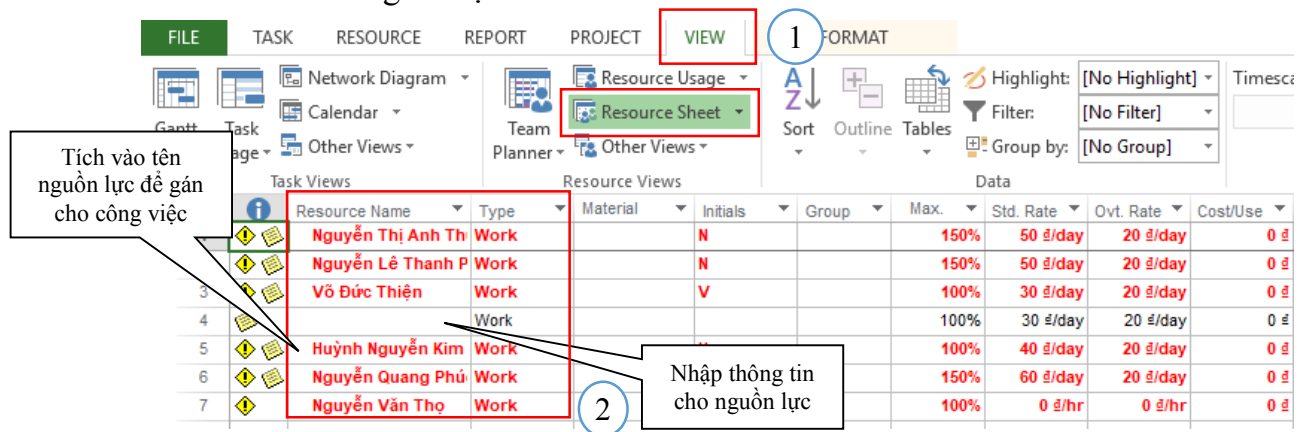 FILE TASK RESOURCE REPORT PROJECT VIEW 1 FORMAT
Network Diagram Resource Usage Highlight: [No Highlight] Timesca
Calendar Resource Sheet Filter: [No Filter]
Gantt Task Team Sort Outline Tables
age Other Views Planner Other Views Group by: [No Group]
Task Views Resource Views Data
Tích vào tên
nguồn lực để gán
cho công việc
Resource Name Type Material Initials Group Max. Std. Rate Ovt. Rate Cost/Use
Nguyễn Thị Anh Th Work N 150% 50 ₫/day 20 ₫/day 0 ₫
Nguyễn Lê Thanh P Work N 150% 50 ₫/day 20 ₫/day 0 ₫
3 Võ Đức Thiện Work V 100% 30 ₫/day 20 ₫/day 0 ₫
4 Work 100% 30 ₫/day 20 ₫/day 0 ₫
5 Huỳnh Nguyễn Kim Work 100% 40 ₫/day 20 ₫/day 0 ₫
6 Nguyễn Quang Phú Work 150% 60 ₫/day 20 ₫/day 0 ₫
7 Nguyễn Văn Thọ Work 100% 0 ₫/hr 0 ₫/hr 0 ₫
Nhập thông tin
cho nguồn lực
2